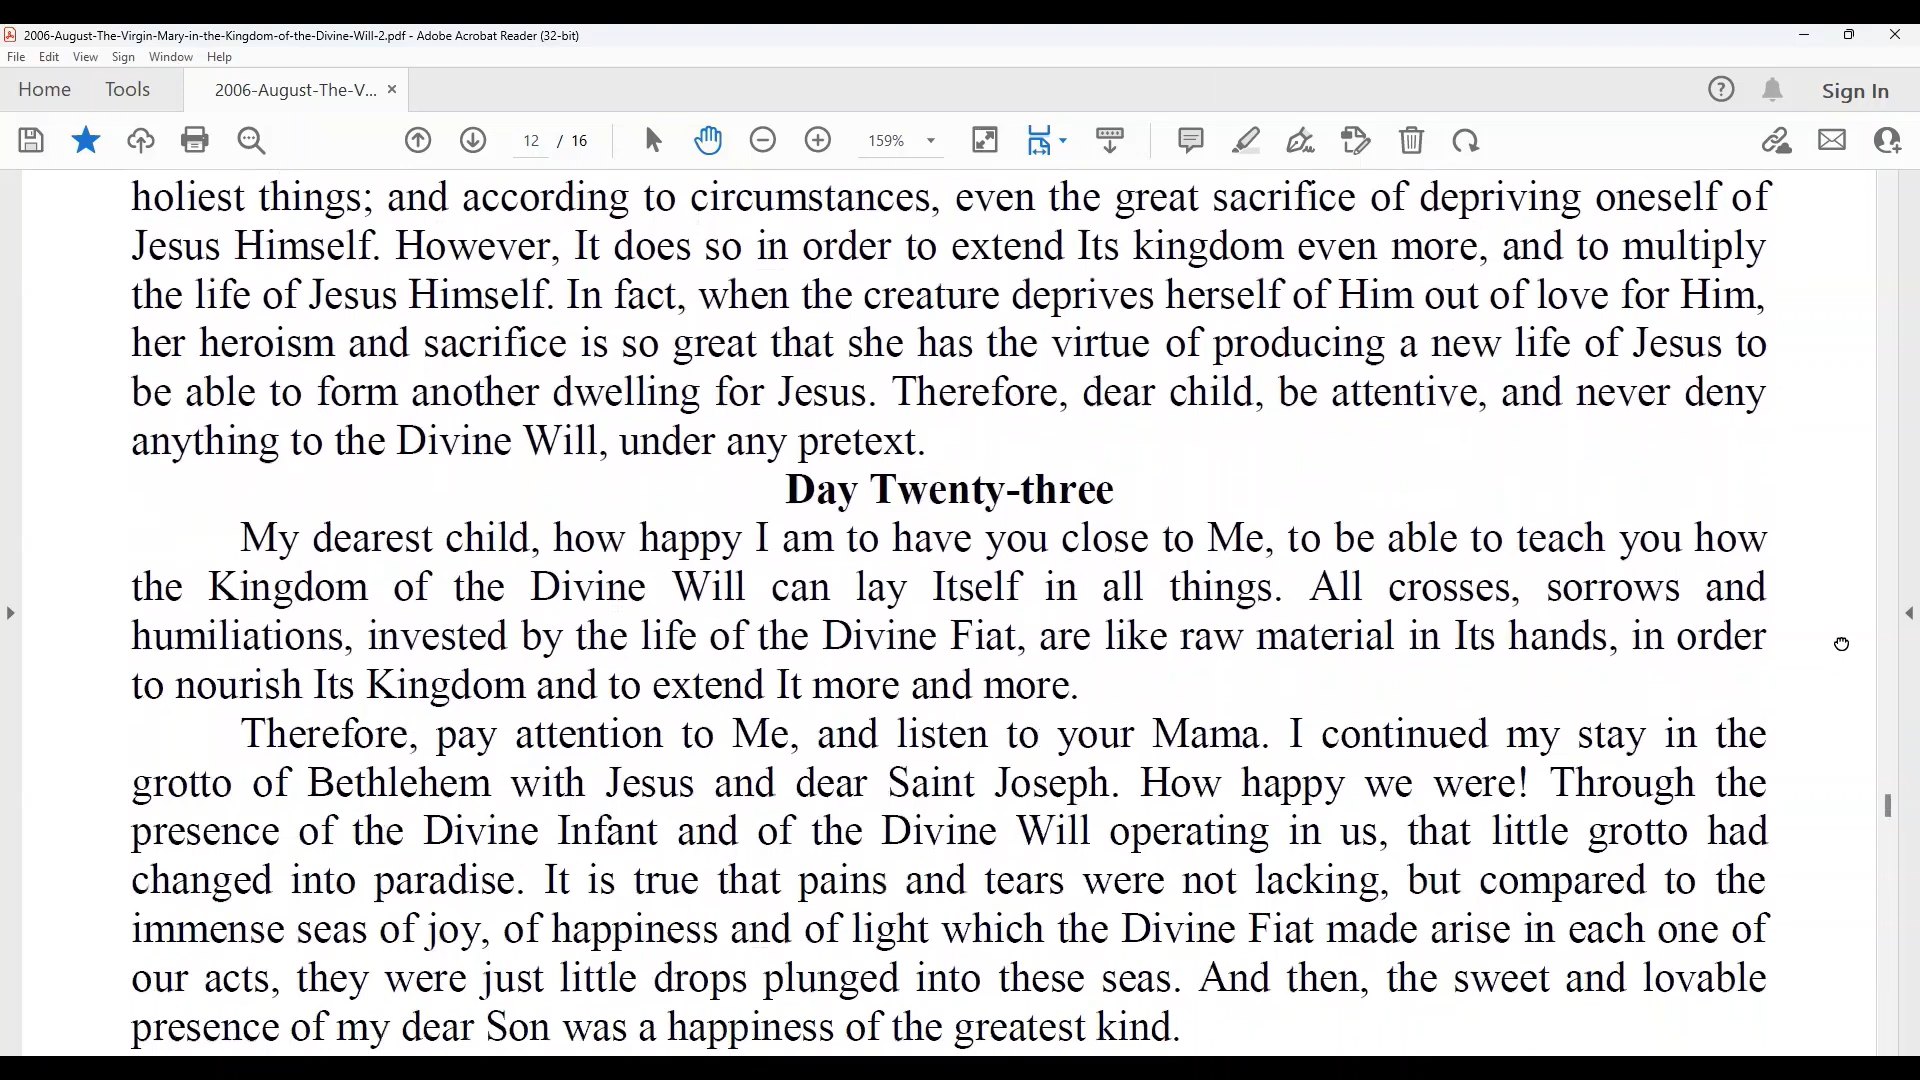 2006-August-The-Virgin-Mary-in-the-Kingdom-of-the-Divine-Will-2.pdf - Adobe Acrobat Reader (32-bit)
File Edit View Sign Window Help
Home Tools 2006-August-The-V... × Sign In
12 / 16 159%
holiest things; and according to circumstances, even the great sacrifice of depriving oneself of
Jesus Himself. However, It does so in order to extend Its kingdom even more, and to multiply
the life of Jesus Himself. In fact, when the creature deprives herself of Him out of love for Him,
her heroism and sacrifice is so great that she has the virtue of producing a new life of Jesus to
be able to form another dwelling for Jesus. Therefore, dear child, be attentive, and never deny
anything to the Divine Will, under any pretext.
Day Twenty-three
My dearest child, how happy I am to have you close to Me, to be able to teach you how
the Kingdom of the Divine Will can lay Itself in all things. All crosses, sorrows and
humiliations, invested by the life of the Divine Fiat, are like raw material in Its hands, in order
to nourish Its Kingdom and to extend It more and more.
Therefore, pay attention to Me, and listen to your Mama. I continued my stay in the
grotto of Bethlehem with Jesus and dear Saint Joseph. How happy we were! Through the
presence of the Divine Infant and of the Divine Will operating in us, that little grotto had
changed into paradise. It is true that pains and tears were not lacking, but compared to the
immense seas of joy, of happiness and of light which the Divine Fiat made arise in each one of
our acts, they were just little drops plunged into these seas. And then, the sweet and lovable
presence of my dear Son was a happiness of the greatest kind.